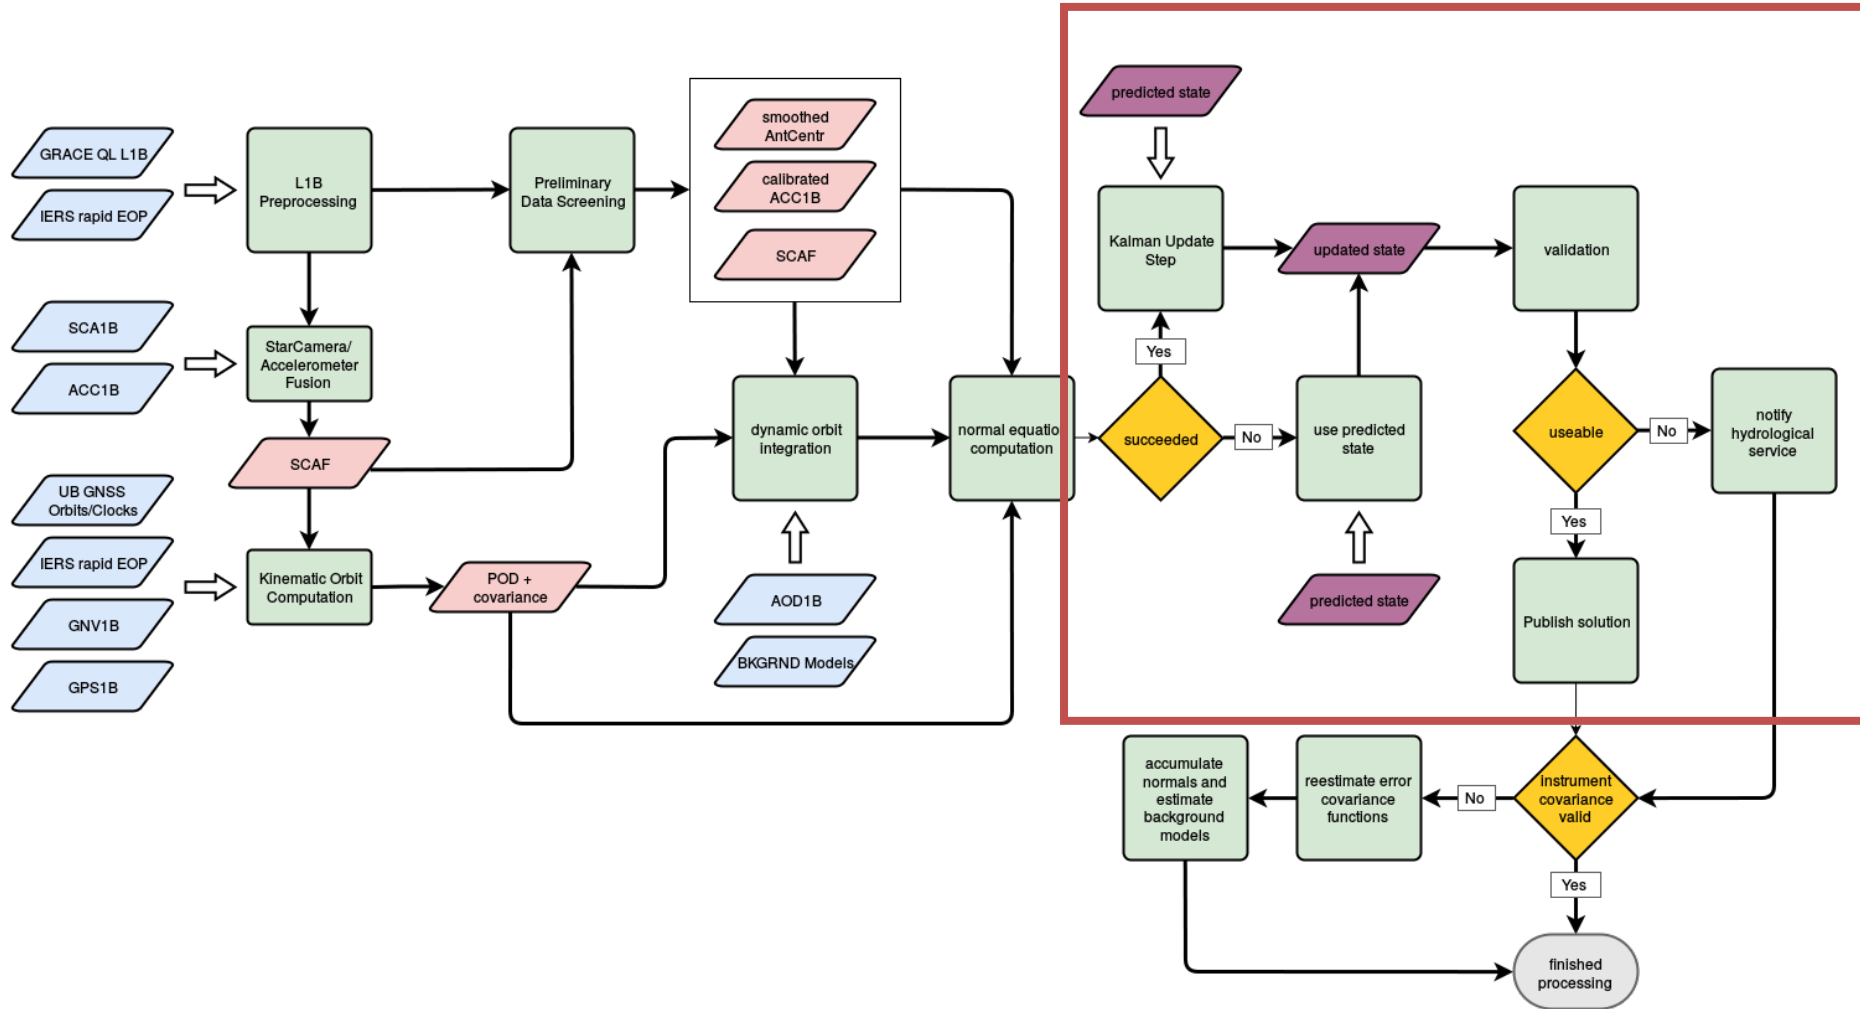 GRACE QL L1B
IERS rapid EOP
L1B
Preprocessing
Preliminary
Data Screening
smoothed
AntCentr
calibrated
ACC1B
SCAF
SCA1B
ACC1B
StarCamera/
Accelerometer
Fusion
SCAF
UB GNSS
Orbits/Clocks
IERS rapid EOP
GNV1B
GPS1B
Kinematic Orbit
Computation
POD +
covariance
dynamic orbit
integration
AOD1B
BKGRND Models
normal equation
computation
predicted state
Kalman Update
Step
updated state
validation
Yes
succeeded
No
use predicted
state
predicted state
useable
No
notify
hydrological
service
Yes
Publish solution
instrument
covariance
valid
No
reestimate error
covariance
functions
accumulate
normals and
estimate
background
models
Yes
finished
processing